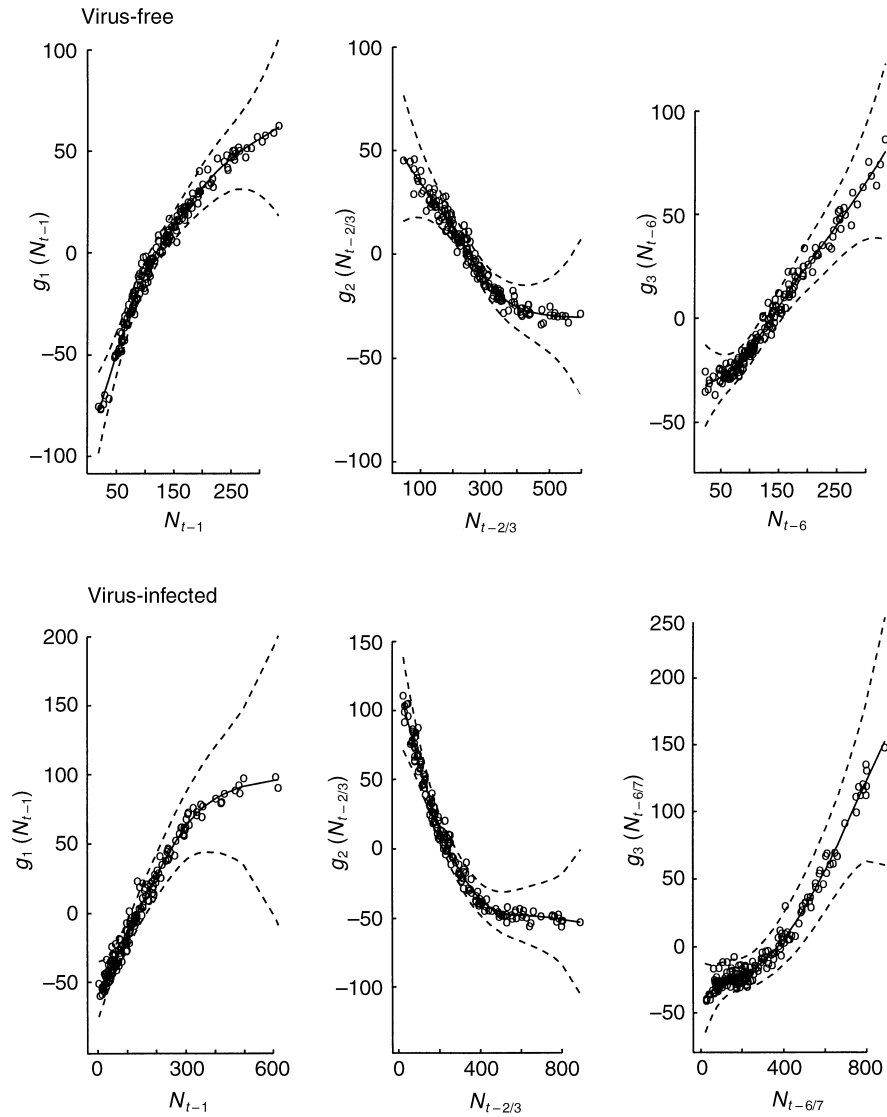 Virus-free
100
50
0
−50
−100
g₁ (Nₜ₋₁)
50 150 250
Nₜ₋₁
100
50
0
−50
−100
g₂ (Nₜ₋₂/₃)
100 300 500
Nₜ₋₂/₃
100
50
0
−50
g₃ (Nₜ₋₆)
50 150 250
Nₜ₋₆
Virus-infected
200
150
100
50
0
−50
g₁ (Nₜ₋₁)
0 300 600
Nₜ₋₁
150
100
50
0
−50
−100
g₂ (Nₜ₋₂/₃)
0 400 800
Nₜ₋₂/₃
250
200
150
100
50
0
−50
g₃ (Nₜ₋₆/₇)
0 400 800
Nₜ₋₆/₇